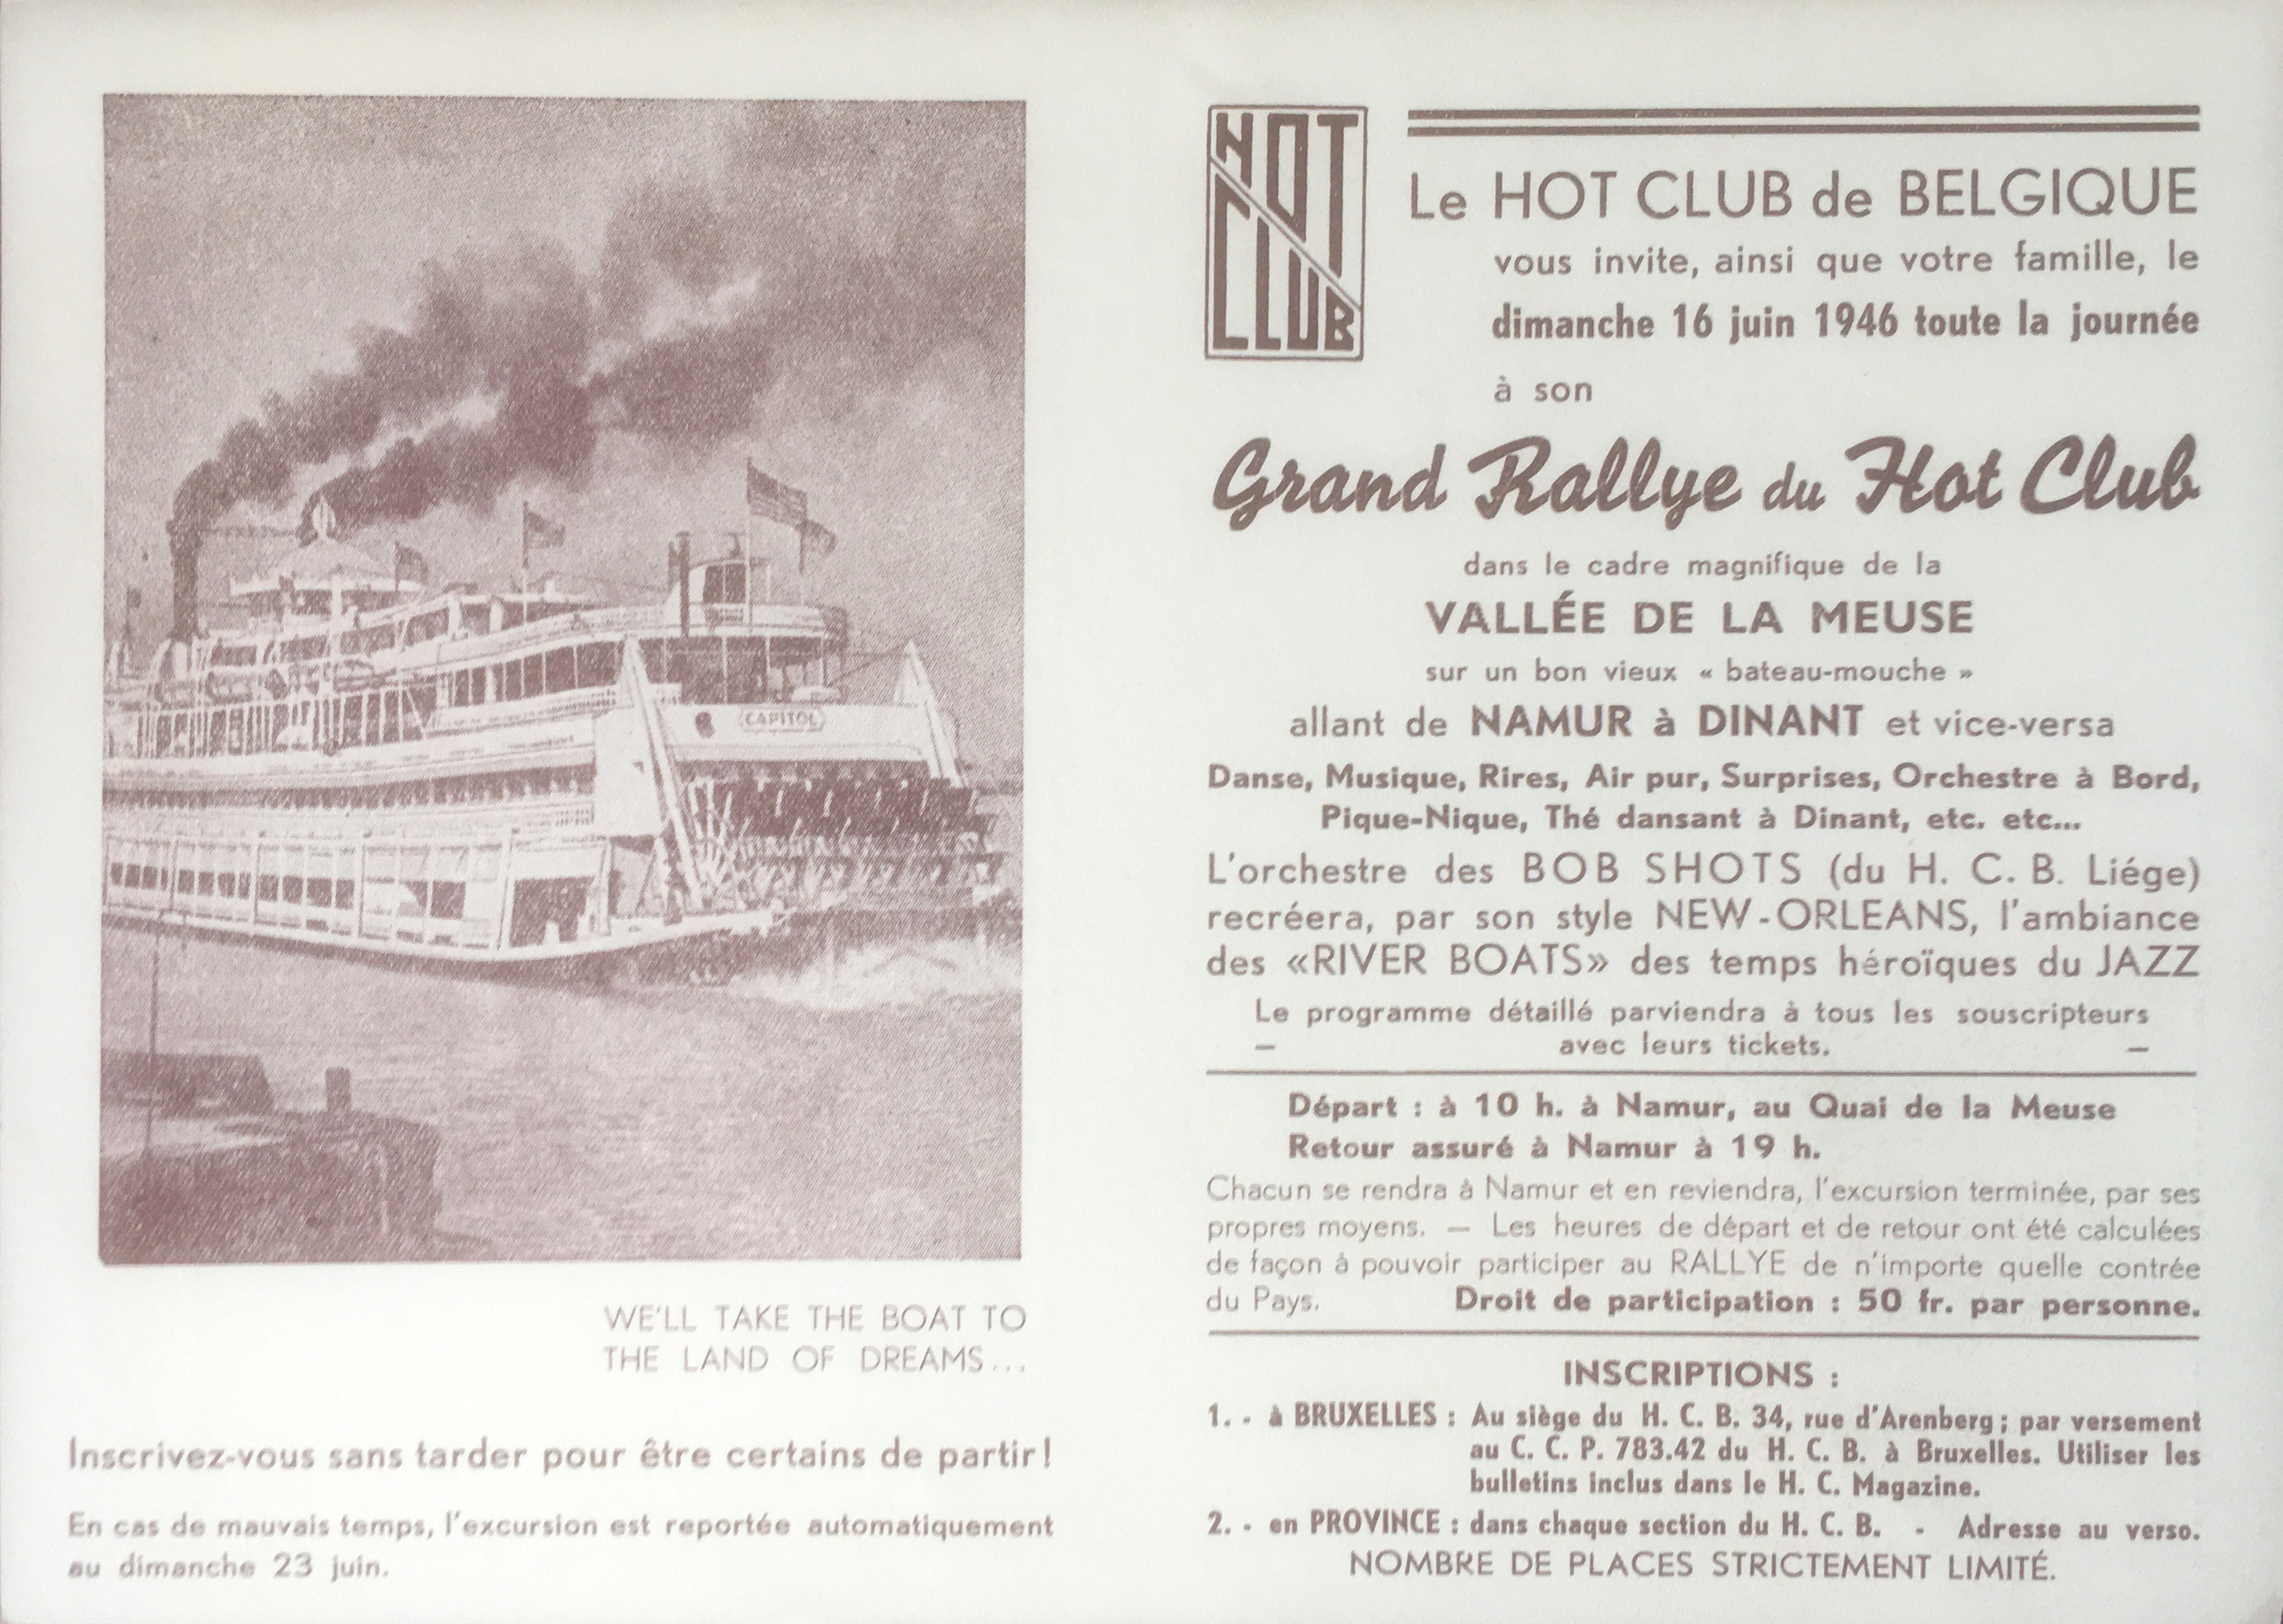 CAPITOL
WE'LL TAKE THE BOAT TO
THE LAND OF DREAMS...
Inscrivez-vous sans tarder pour être certains de partir!
En cas de mauvais temps, l'excursion est reportée automatiquement
au dimanche 23 juin.
HOT
CLUB
Le HOT CLUB de BELGIQUE
vous invite, ainsi que votre famille, le
dimanche 16 juin 1946 toute la journée
à son
Grand Rallye du Hot Club
dans le cadre magnifique de la
VALLÉE DE LA MEUSE
sur un bon vieux « bateau-mouche »
allant de NAMUR à DINANT et vice-versa
Danse, Musique, Rires, Air pur, Surprises, Orchestre à Bord,
Pique-Nique, Thé dansant à Dinant, etc. etc...
L'orchestre des BOB SHOTS (du H. C. B. Liége)
recréera, par son style NEW-ORLEANS, l'ambiance
des «RIVER BOATS» des temps héroïques du JAZZ
Le programme détaillé parviendra à tous les souscripteurs
— avec leurs tickets. —
Départ : à 10 h. à Namur, au Quai de la Meuse
Retour assuré à Namur à 19 h.
Chacun se rendra à Namur et en reviendra, l'excursion terminée, par ses
propres moyens. — Les heures de départ et de retour ont été calculées
de façon à pouvoir participer au RALLYE de n'importe quelle contrée
du Pays. Droit de participation : 50 fr. par personne.
INSCRIPTIONS :
1. - à BRUXELLES : Au siège du H. C. B. 34, rue d'Arenberg ; par versement
au C. C. P. 783.42 du H. C. B. à Bruxelles. Utiliser les
bulletins inclus dans le H. C. Magazine.
2. - en PROVINCE : dans chaque section du H. C. B. - Adresse au verso.
NOMBRE DE PLACES STRICTEMENT LIMITÉ.